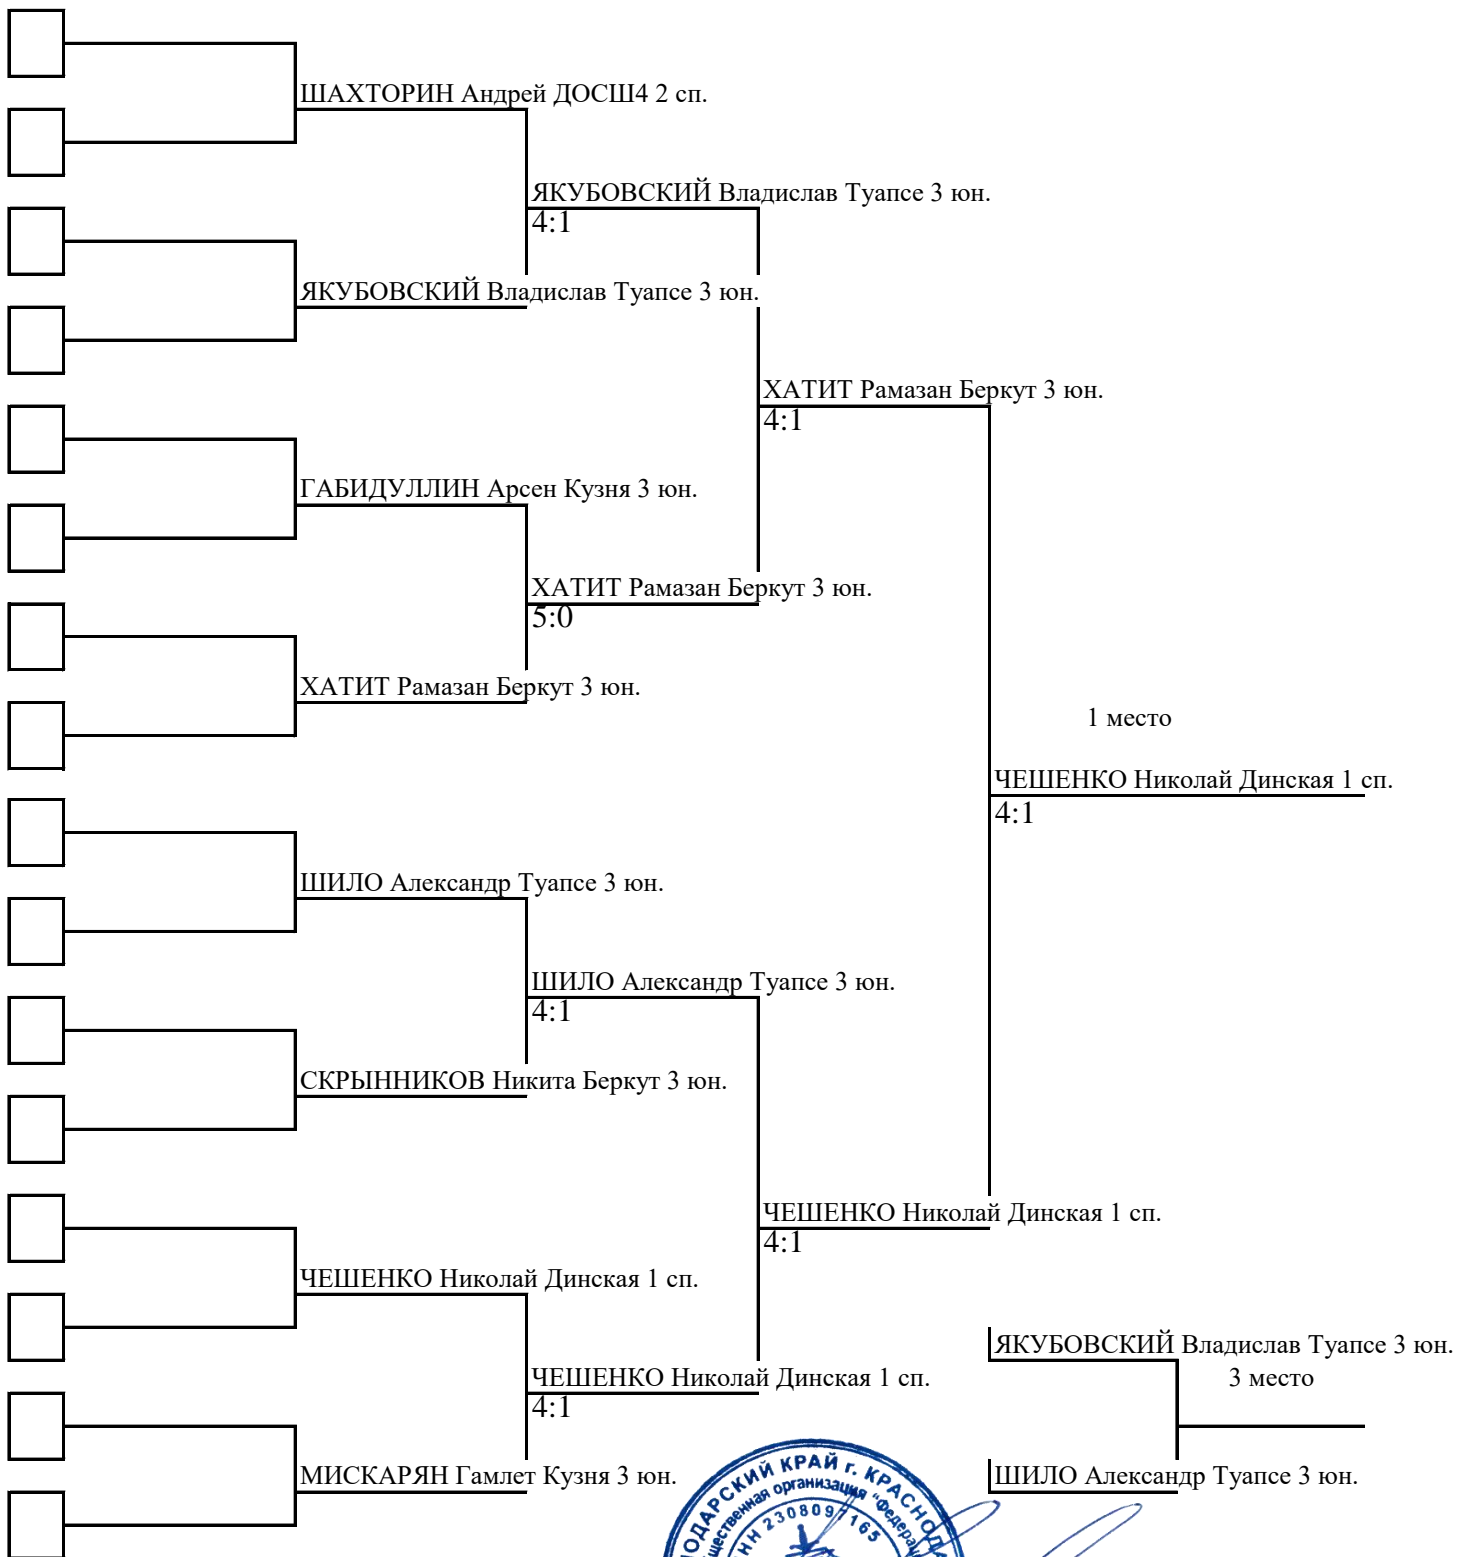 ШАХТОРИН Андрей ДОСШ4 2 сп.
ЯКУБОВСКИЙ Владислав Туапсе 3 юн.
4:1
ЯКУБОВСКИЙ Владислав Туапсе 3 юн.
ХАТИТ Рамазан Беркут 3 юн.
4:1
ГАБИДУЛЛИН Арсен Кузня 3 юн.
ХАТИТ Рамазан Беркут 3 юн.
5:0
ХАТИТ Рамазан Беркут 3 юн.
1 место
ЧЕШЕНКО Николай Динская 1 сп.
4:1
ШИЛО Александр Туапсе 3 юн.
ШИЛО Александр Туапсе 3 юн.
4:1
СКРЫННИКОВ Никита Беркут 3 юн.
ЧЕШЕНКО Николай Динская 1 сп.
4:1
ЧЕШЕНКО Николай Динская 1 сп.
ЯКУБОВСКИЙ Владислав Туапсе 3 юн.
ЧЕШЕНКО Николай Динская 1 сп.
3 место
4:1
МИСКАРЯН Гамлет Кузня 3 юн.
ШИЛО Александр Туапсе 3 юн.
КРАЙ г.
организация
2308097165